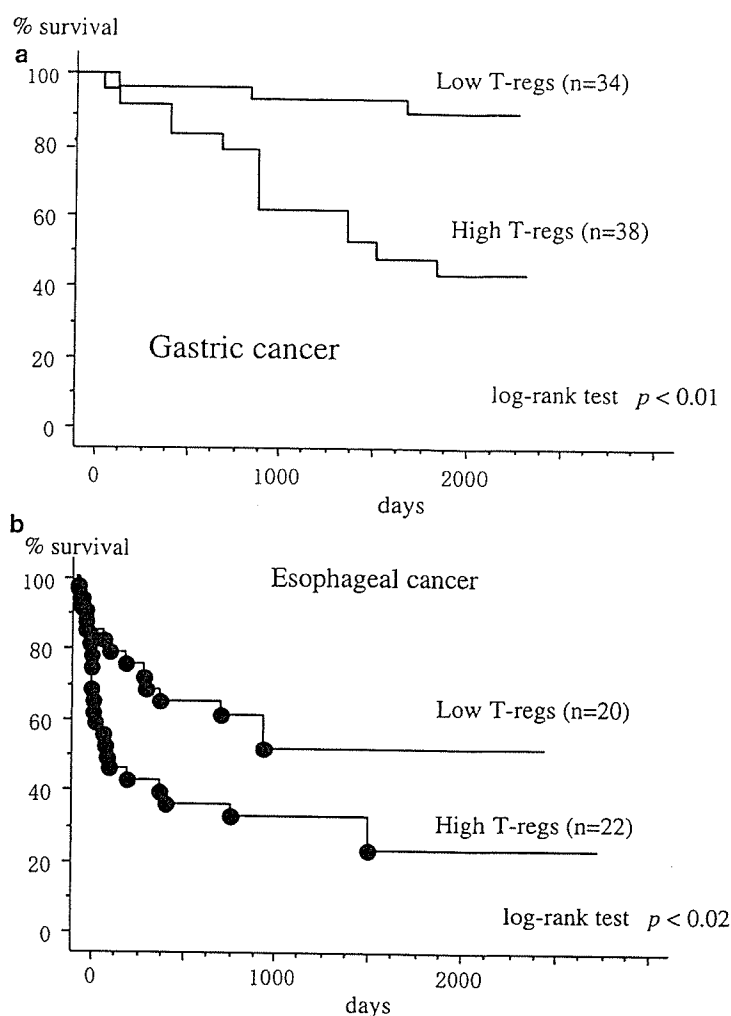 % survival
a
100
Low T-regs (n=34)
80
60
High T-regs (n=38)
40
Gastric cancer
20
log-rank test p < 0.01
0
0 1000 2000
days
b
% survival
100
Esophageal cancer
80
Low T-regs (n=20)
60
40
High T-regs (n=22)
20
log-rank test p < 0.02
0
0 1000 2000
days